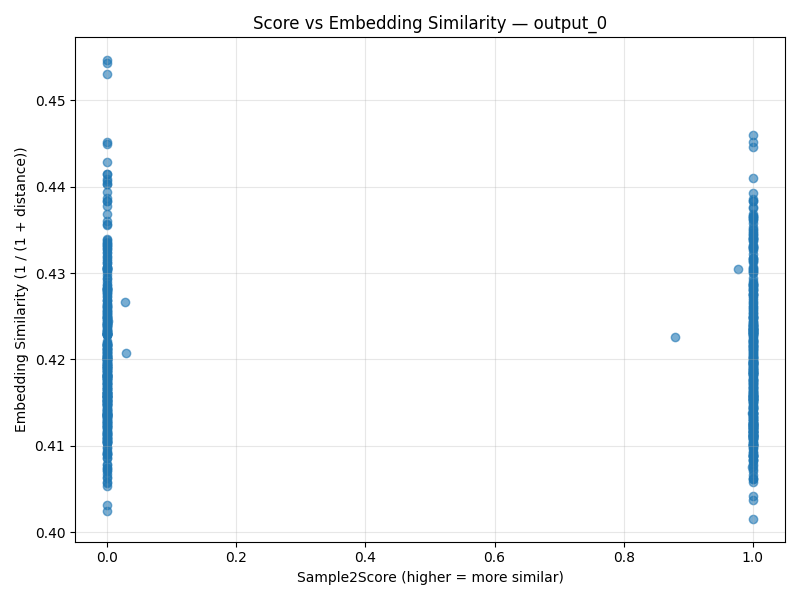 Score vs Embedding Similarity — output_0
Embedding Similarity (1 / (1 + distance))
0.45
0.44
0.43
0.42
0.41
0.40
0.0 0.2 0.4 0.6 0.8 1.0
Sample2Score (higher = more similar)